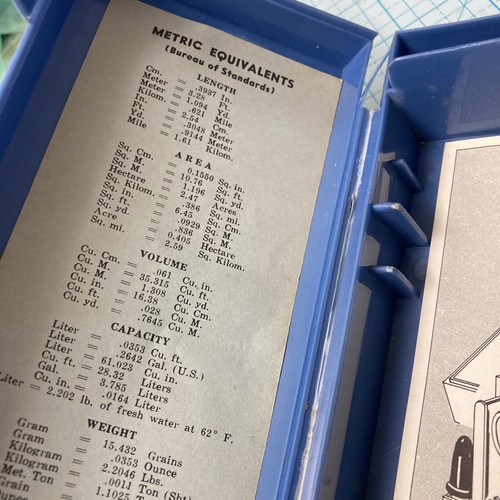 METRIC EQUIVALENTS
(Bureau of Standards)
LENGTH
Cm. = .3937 In.
Meter = 3.28 Ft.
Meter = 1.094 Yd.
Kilom. = .621 Mile
In. = 2.54 Cm.
Ft. = .3048 Meter
Yd. = .9144 Meter
Mile = 1.61 Kilom.
AREA
Sq. Cm. = 0.1550 Sq. in.
Sq. M. = 10.76 Sq. ft.
Sq. M. = 1.196 Sq. yd.
Hectare = 2.47 Acres
Sq. Kilom. = .386 Sq. mi.
Sq. in. = 6.45 Sq. Cm.
Sq. ft. = .0929 Sq. M.
Sq. yd. = .836 Sq. M.
Acre = 0.405 Hectare
Sq. mi. = 2.59 Sq. Kilom.
VOLUME
Cu. Cm. = .061 Cu. in.
Cu. M. = 35.315 Cu. ft.
Cu. M. = 1.308 Cu. yd.
Cu. in. = 16.38 Cu. Cm.
Cu. ft. = .028 Cu. M.
Cu. yd. = .7645 Cu. M.
CAPACITY
Liter = .0353 Cu. ft.
Liter = .2642 Gal. (U.S.)
Liter = 61.023 Cu. in.
Cu. ft. = 28.32 Liters
Gal. = 3.785 Liters
Cu. in. = .0164 Liter
Liter = 2.202 lb. of fresh water at 62° F.
WEIGHT
Gram = 15.432 Grains
Gram = .0353 Ounce
Kilogram = 2.2046 Lbs.
Kilogram = .0011 Ton (Sht)
Met. Ton = 1.1025
Grain
Ounce